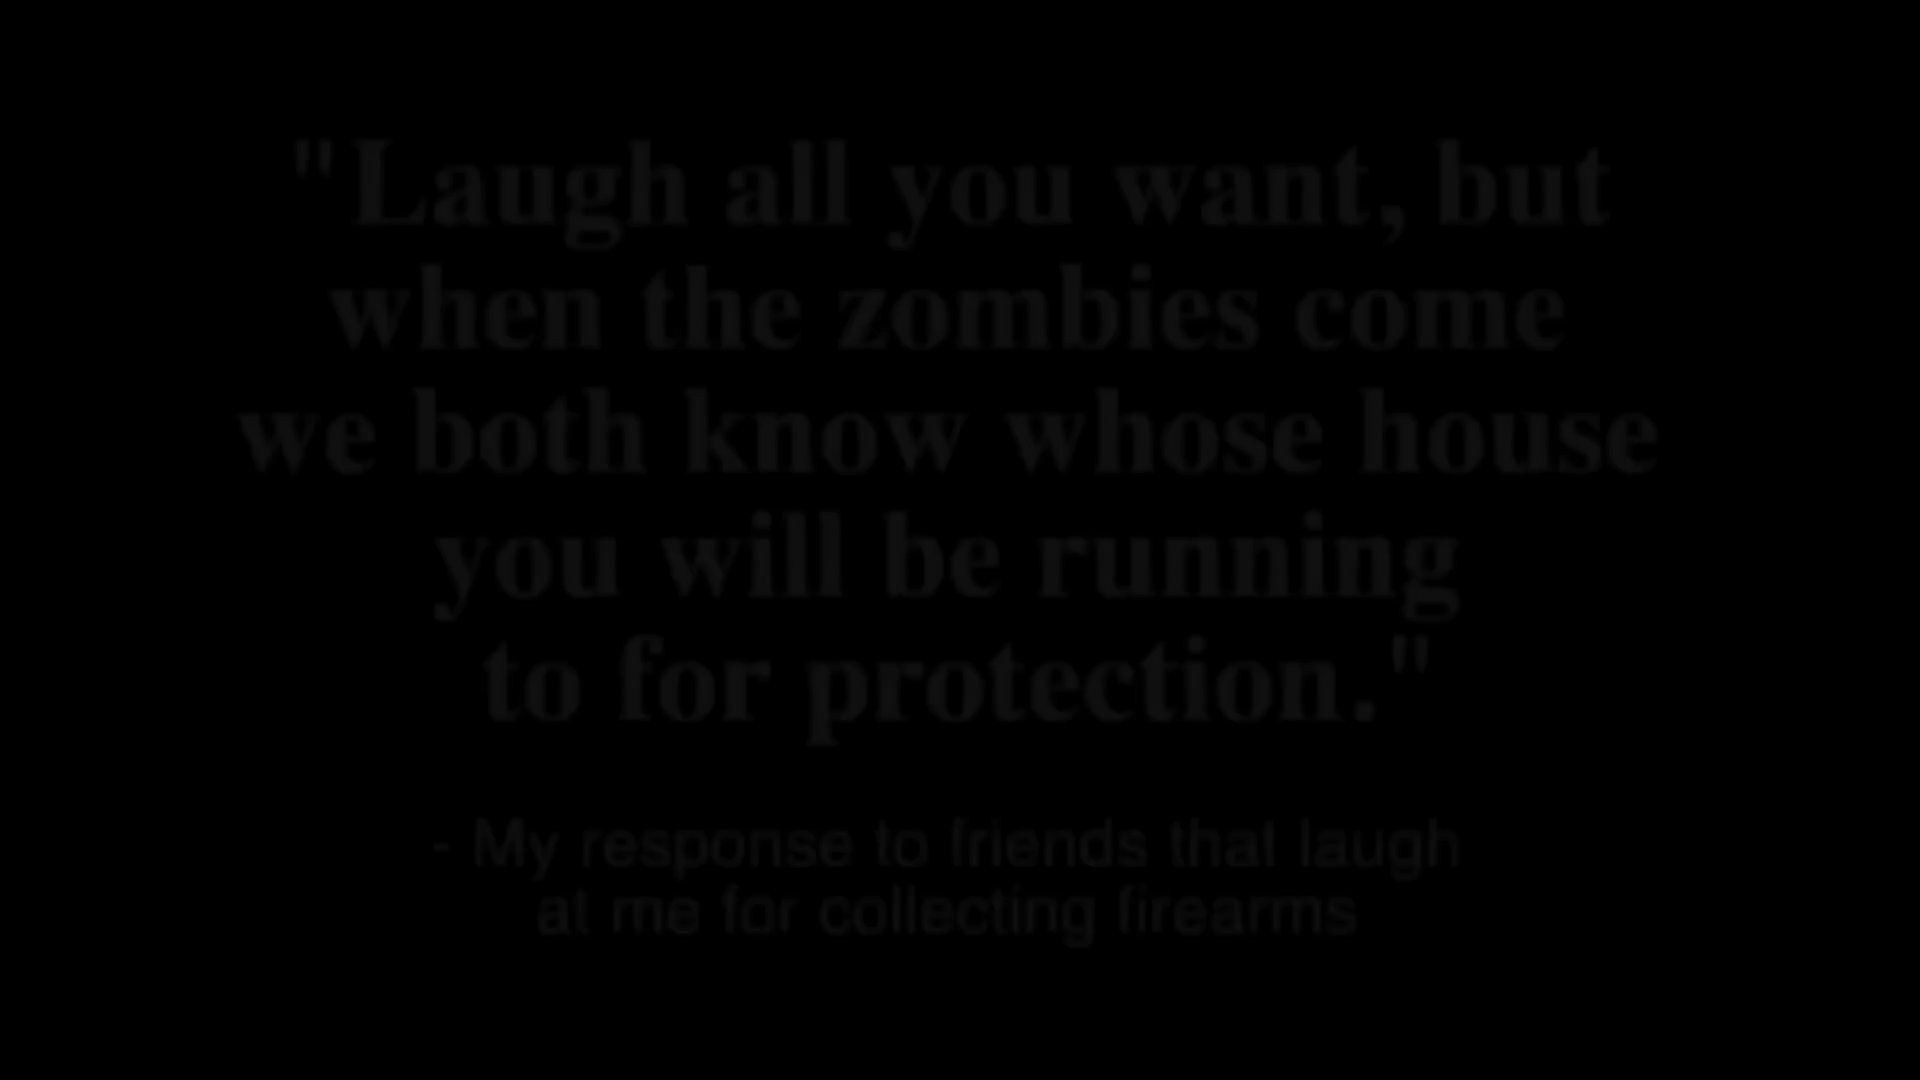 "Laugh all you want, but
when the zombies come
we both know whose house
you will be running
to for protection."
- My response to friends that laugh
at me for collecting firearms